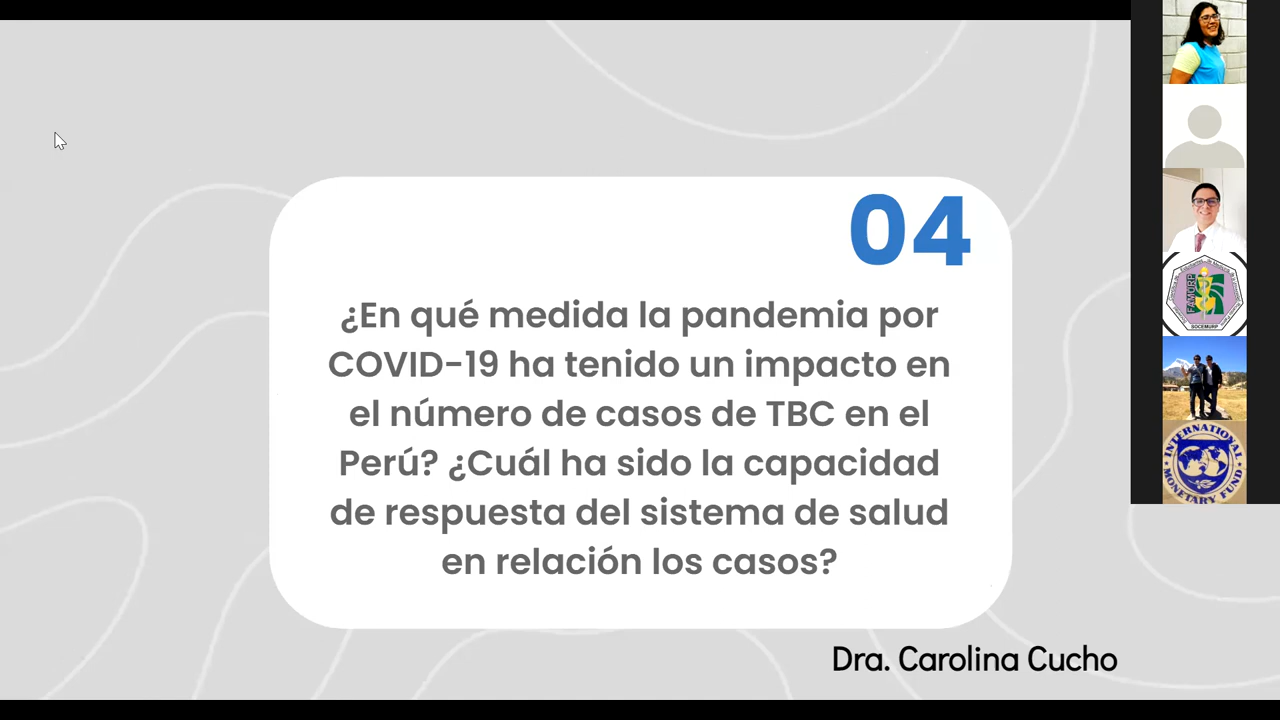 04
¿En qué medida la pandemia por
COVID-19 ha tenido un impacto en
el número de casos de TBC en el
Perú? ¿Cuál ha sido la capacidad
de respuesta del sistema de salud
en relación los casos?
Dra. Carolina Cucho
SOCEMURP
INTERNATIONAL
MONETARY FUND